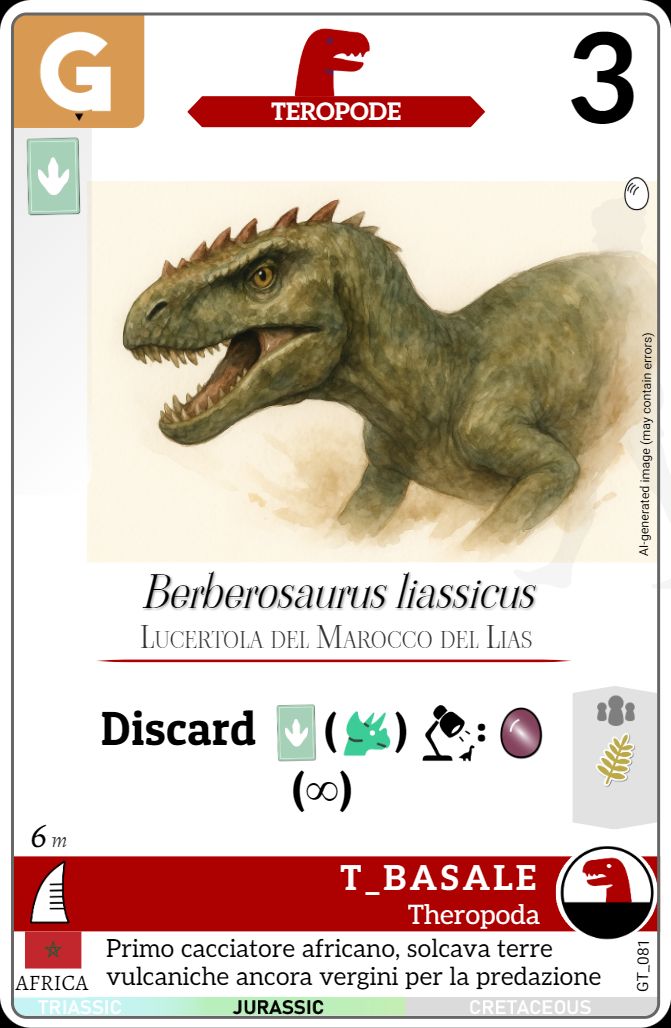 G
TEROPODE
3
AI-generated image (may contain errors)
Berberosaurus liassicus
Lucertola del Marocco del Lias
Discard ( ) :
(∞)
6 m
T_BASALE
Theropoda
AFRICA
Primo cacciatore africano, solcava terre
vulcaniche ancora vergini per la predazione
GT_081
TRIASSIC JURASSIC CRETACEOUS